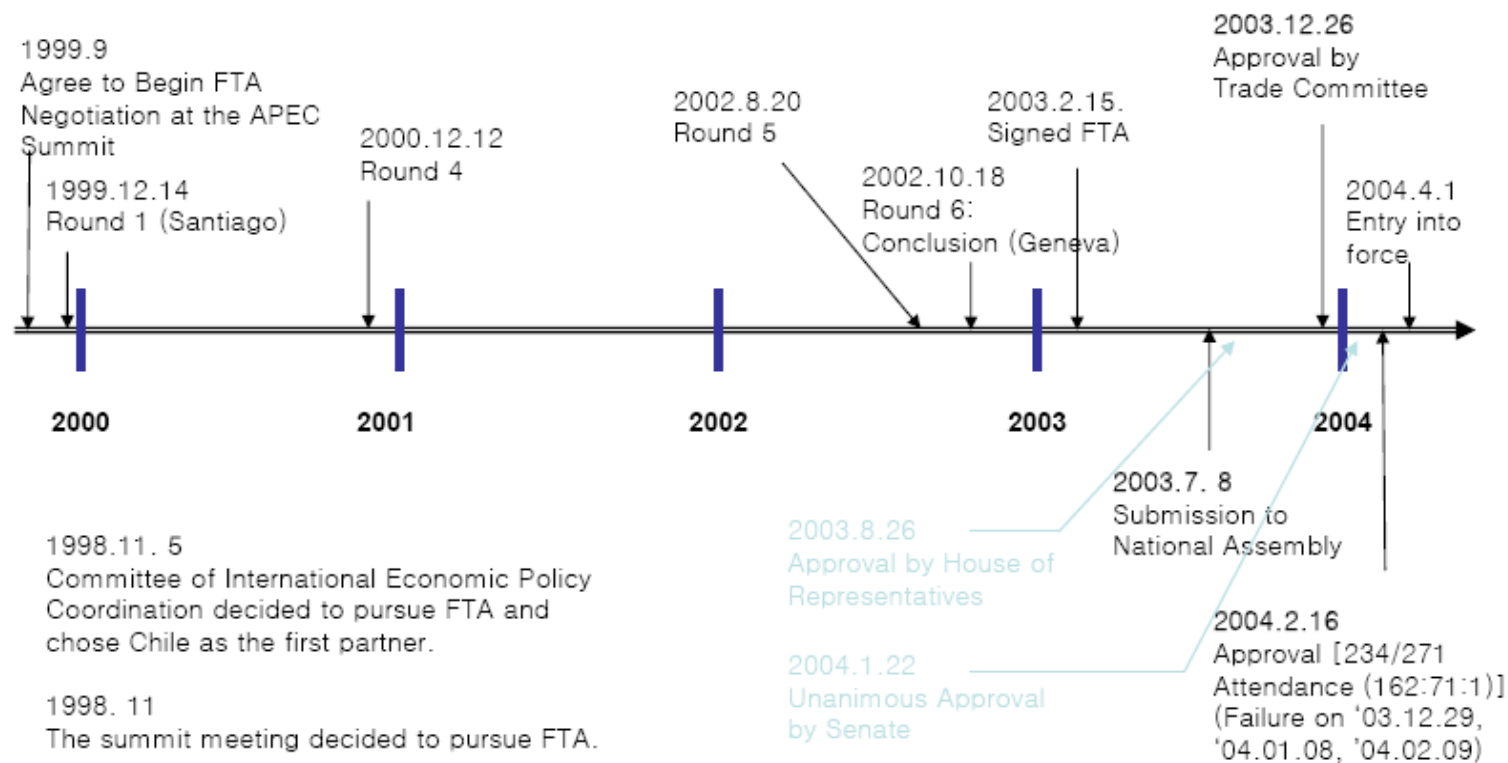 1999.9
Agree to Begin FTA
Negotiation at the APEC
Summit
1999.12.14
Round 1 (Santiago)
2000.12.12
Round 4
2002.8.20
Round 5
2002.10.18
Round 6:
Conclusion (Geneva)
2003.2.15.
Signed FTA
2003.12.26
Approval by
Trade Committee
2004.4.1
Entry into
force
2000
2001
2002
2003
2004
1998.11. 5
Committee of International Economic Policy
Coordination decided to pursue FTA and
chose Chile as the first partner.
1998. 11
The summit meeting decided to pursue FTA.
2003.8.26
Approval by House of
Representatives
2004.1.22
Unanimous Approval
by Senate
2003.7. 8
Submission to
National Assembly
2004.2.16
Approval [234/271
Attendance (162:71:1)]
(Failure on '03.12.29,
'04.01.08, '04.02.09)